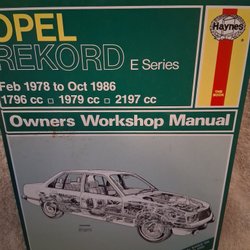 OPEL
REKORD E Series
Haynes
Feb 1978 to Oct 1986
1796 cc □ 1979 cc □ 2197 cc
Owners Workshop Manual